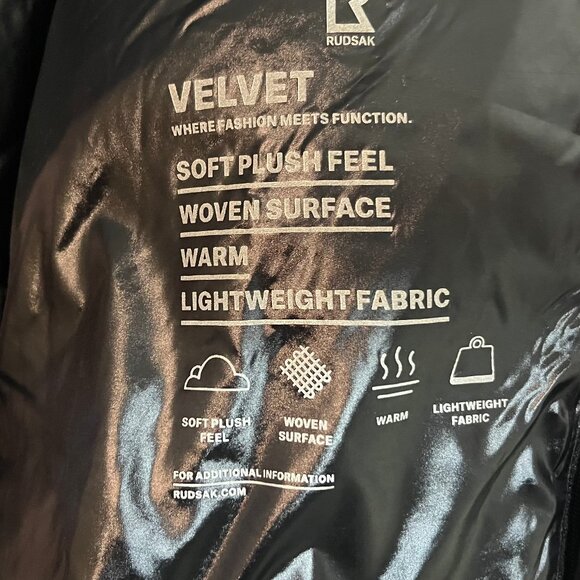 RUDSAK
VELVET
WHERE FASHION MEETS FUNCTION.
SOFT PLUSH FEEL
WOVEN SURFACE
WARM
LIGHTWEIGHT FABRIC
SOFT PLUSH
FEEL
WOVEN
SURFACE
WARM
LIGHTWEIGHT
FABRIC
FOR ADDITIONAL INFORMATION
RUDSAK.COM